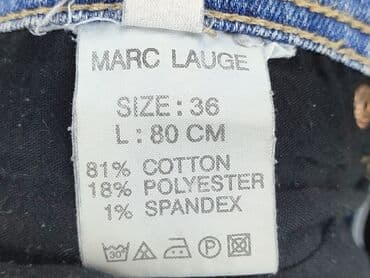 MARC LAUGE
SIZE : 36
L : 80 CM
81% COTTON
18% POLYESTER
1% SPANDEX
30° P